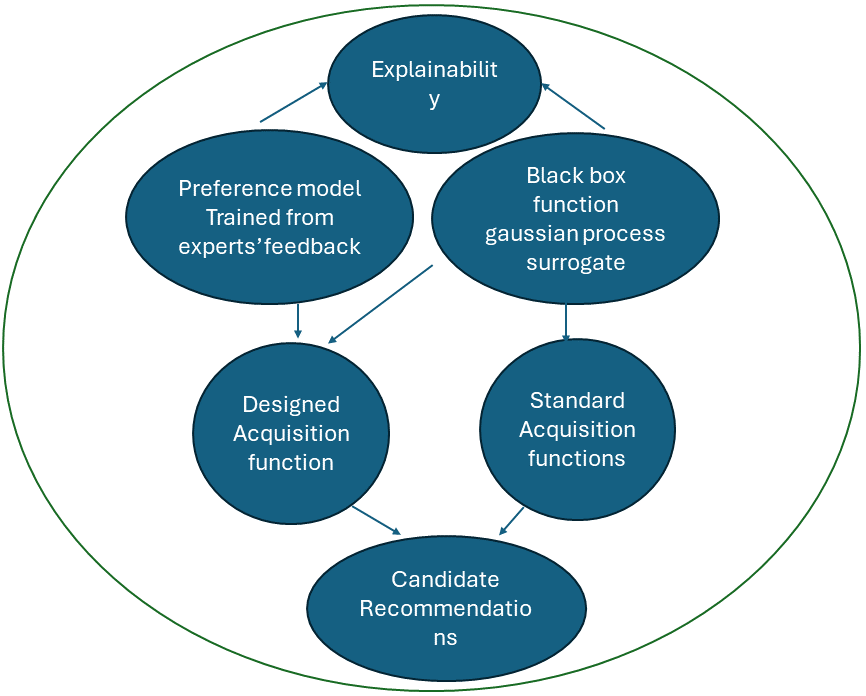 Explainabilit
y
Preference model
Trained from
experts' feedback
Black box
function
gaussian process
surrogate
Designed
Acquisition
function
Standard
Acquisition
functions
Candidate
Recommendatio
ns